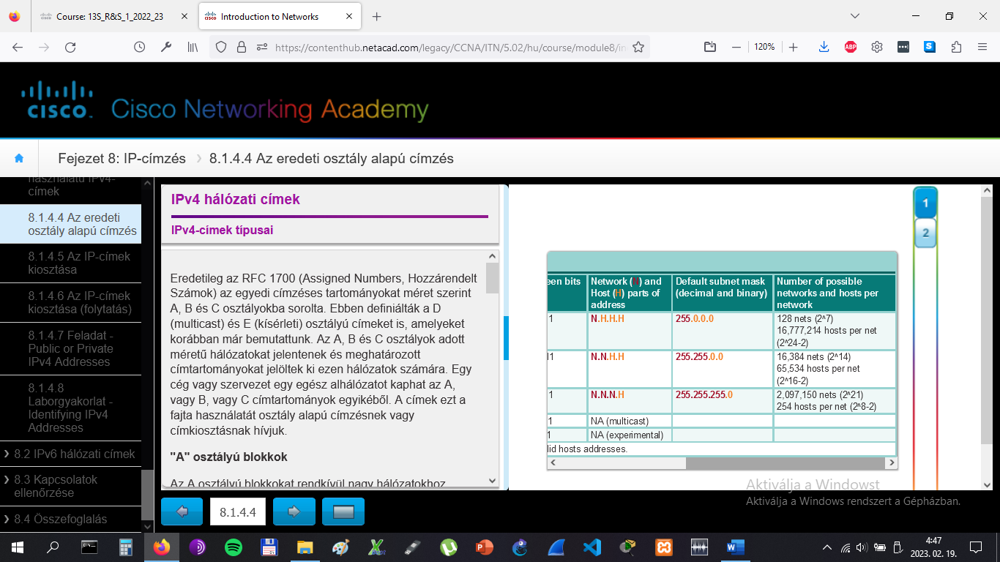 Course: 13S_R&S_1_2022_23
Introduction to Networks
https://contenthub.netacad.com/legacy/CCNA/ITN/5.02/hu/course/module8/in
120%
ABP
S
CISCO
Cisco Networking Academy
Fejezet 8: IP-címzés
8.1.4.4 Az eredeti osztály alapú címzés
használatú IPv4-
címek
8.1.4.4 Az eredeti
osztály alapú címzés
8.1.4.5 Az IP-címek
kiosztása
8.1.4.6 Az IP-címek
kiosztása (folytatás)
8.1.4.7 Feladat -
Public or Private
IPv4 Addresses
8.1.4.8
Laborgyakorlat -
Identifying IPv4
Addresses
8.2 IPv6 hálózati címek
8.3 Kapcsolatok
ellenőrzése
8.4 Összefoglalás
IPv4 hálózati címek
IPv4-címek típusai
Eredetileg az RFC 1700 (Assigned Numbers, Hozzárendelt
Számok) az egyedi címzéses tartományokat méret szerint
A, B és C osztályokba sorolta. Ebben definiálták a D
(multicast) és E (kísérleti) osztályú címeket is, amelyeket
korábban már bemutattunk. Az A, B és C osztályok adott
méretű hálózatokat jelentenek és meghatározott
címtartományokat jelöltek ki ezen hálózatok számára. Egy
cég vagy szervezet egy egész alhálózatot kaphat az A,
vagy B, vagy C címtartományok egyikéből. A címek ezt a
fajta használatát osztály alapú címzésnek vagy
címkiosztásnak hívjuk.
"A" osztályú blokkok
Az A osztályú blokkokat rendkívül nagy hálózatokhoz
8.1.4.4
1
2
een bits
Network (N) and
Host (H) parts of
address
Default subnet mask
(decimal and binary)
Number of possible
networks and hosts per
network
1
N.H.H.H
255.0.0.0
128 nets (2^7)
16,777,214 hosts per net
(2^24-2)
1
N.N.H.H
255.255.0.0
16,384 nets (2^14)
65,534 hosts per net
(2^16-2)
1
N.N.N.H
255.255.255.0
2,097,150 nets (2^21)
254 hosts per net (2^8-2)
1
NA (multicast)
1
NA (experimental)
lid hosts addresses.
Aktiválja a Windowst
Aktiválja a Windows rendszert a Gépházban.
4:47
2023. 02. 19.